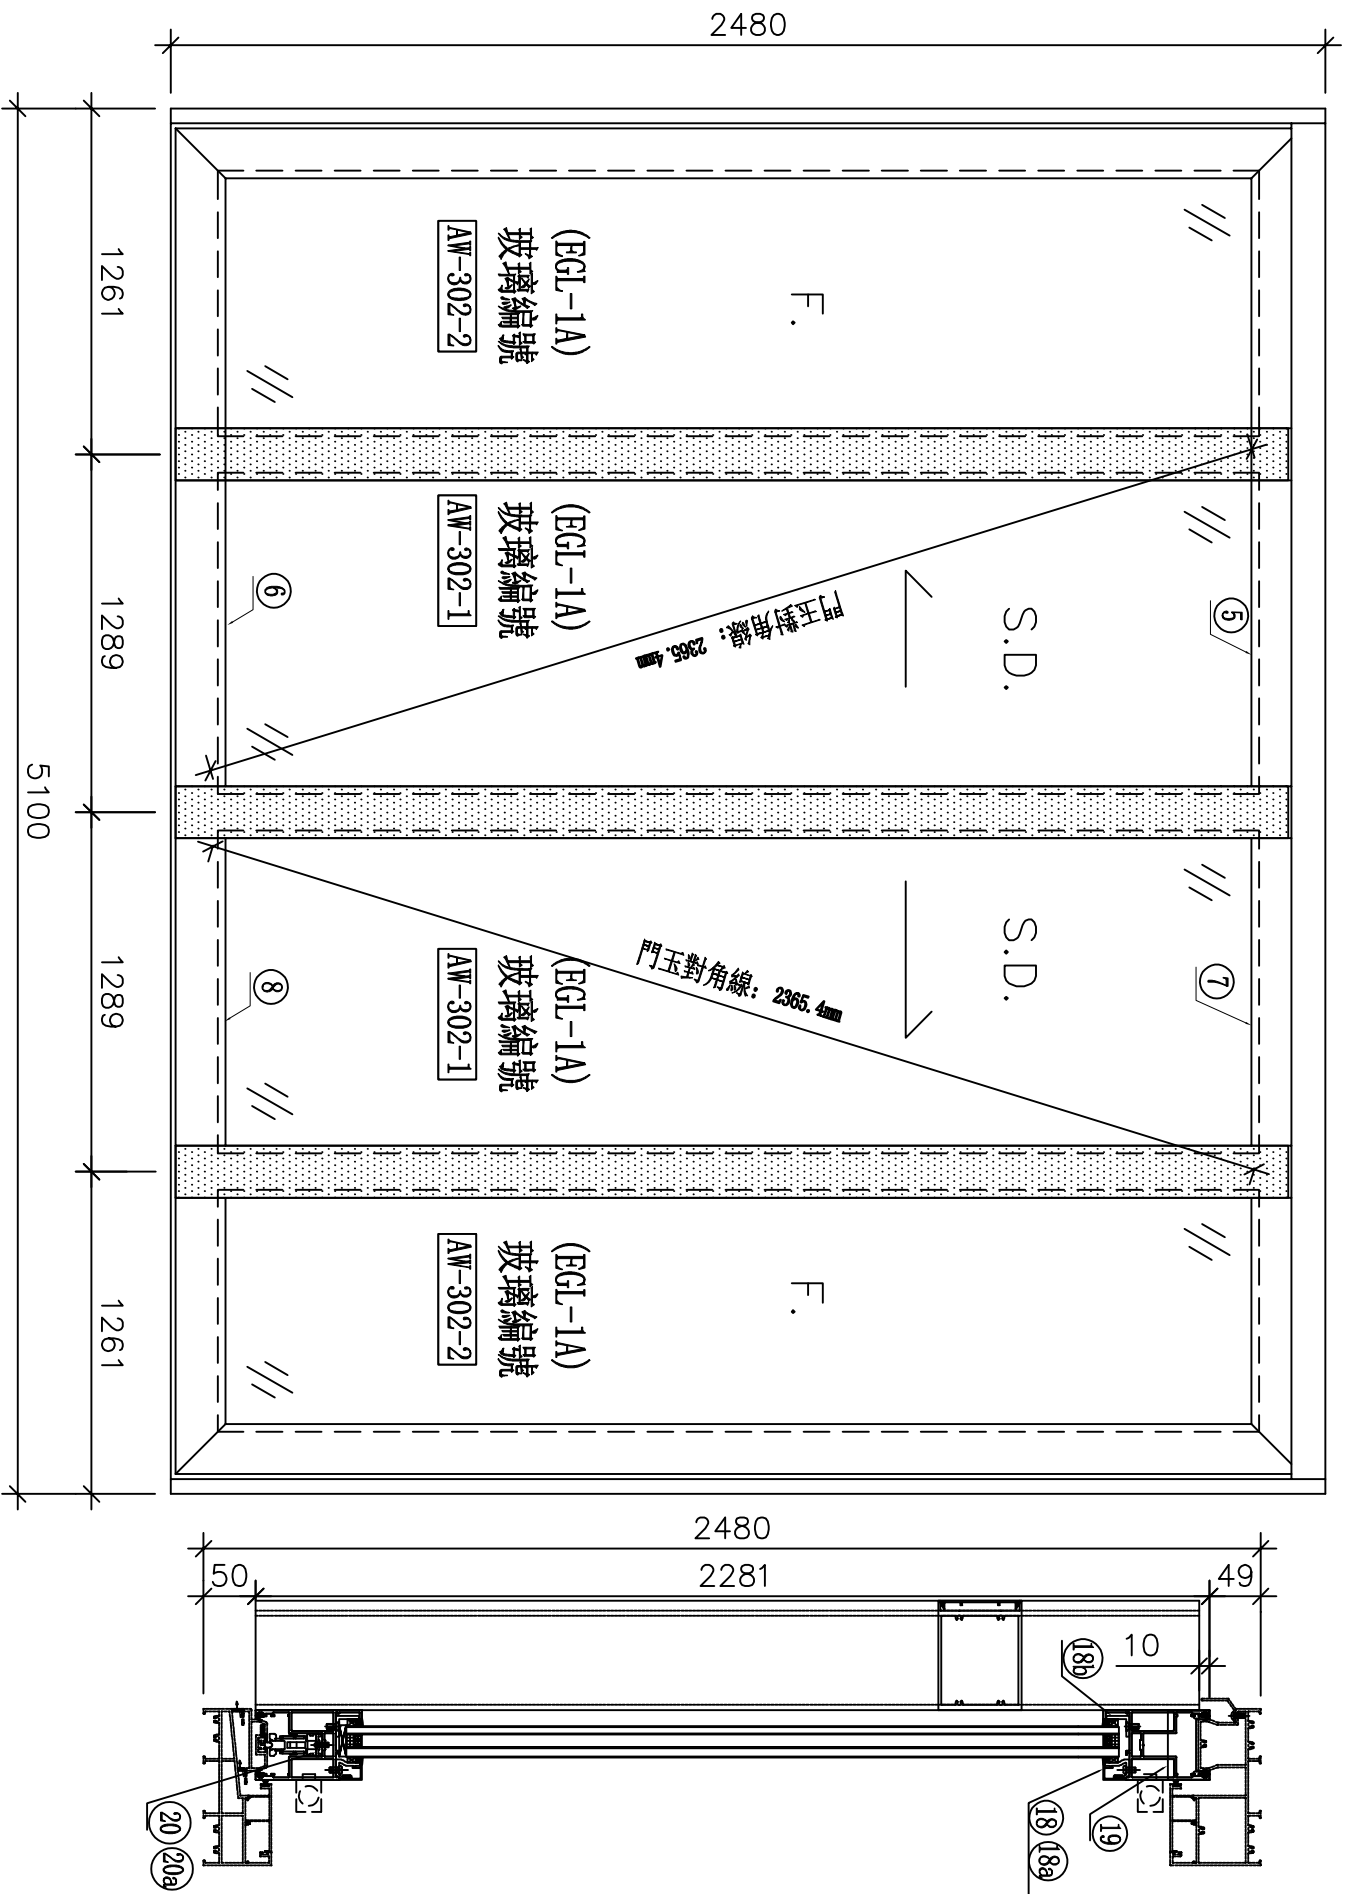 2480
F.
(EGL-1A)
玻璃編號
AW-302-2
S.D.
(EGL-1A)
玻璃編號
AW-302-1
門玉對角線: 2365.4mm
5
6
S.D.
(EGL-1A)
玻璃編號
AW-302-1
門玉對角線: 2365.4mm
7
8
F.
(EGL-1A)
玻璃編號
AW-302-2
1261
1289
1289
1261
5100
2480
50
2281
49
10
18b
18 18a
19
20 20a